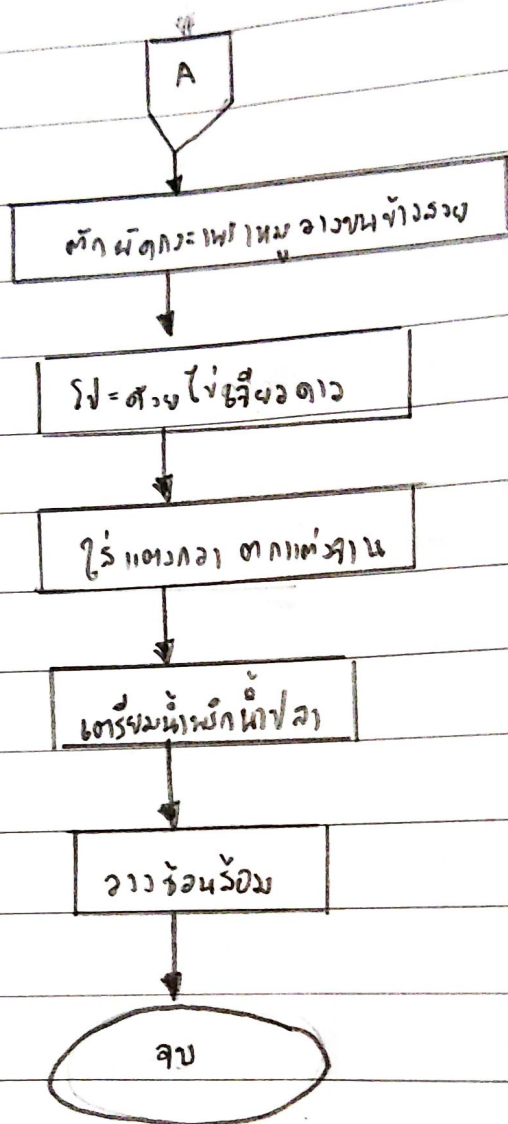 A
ตักผัดกระเพราหมูวางบนข้าวสวย
โปะด้วยไข่เจียวดาว
ใส่แตงกวา ตกแต่งจาน
เตรียมน้ำพริกน้ำปลา
วางช้อนส้อม
จบ